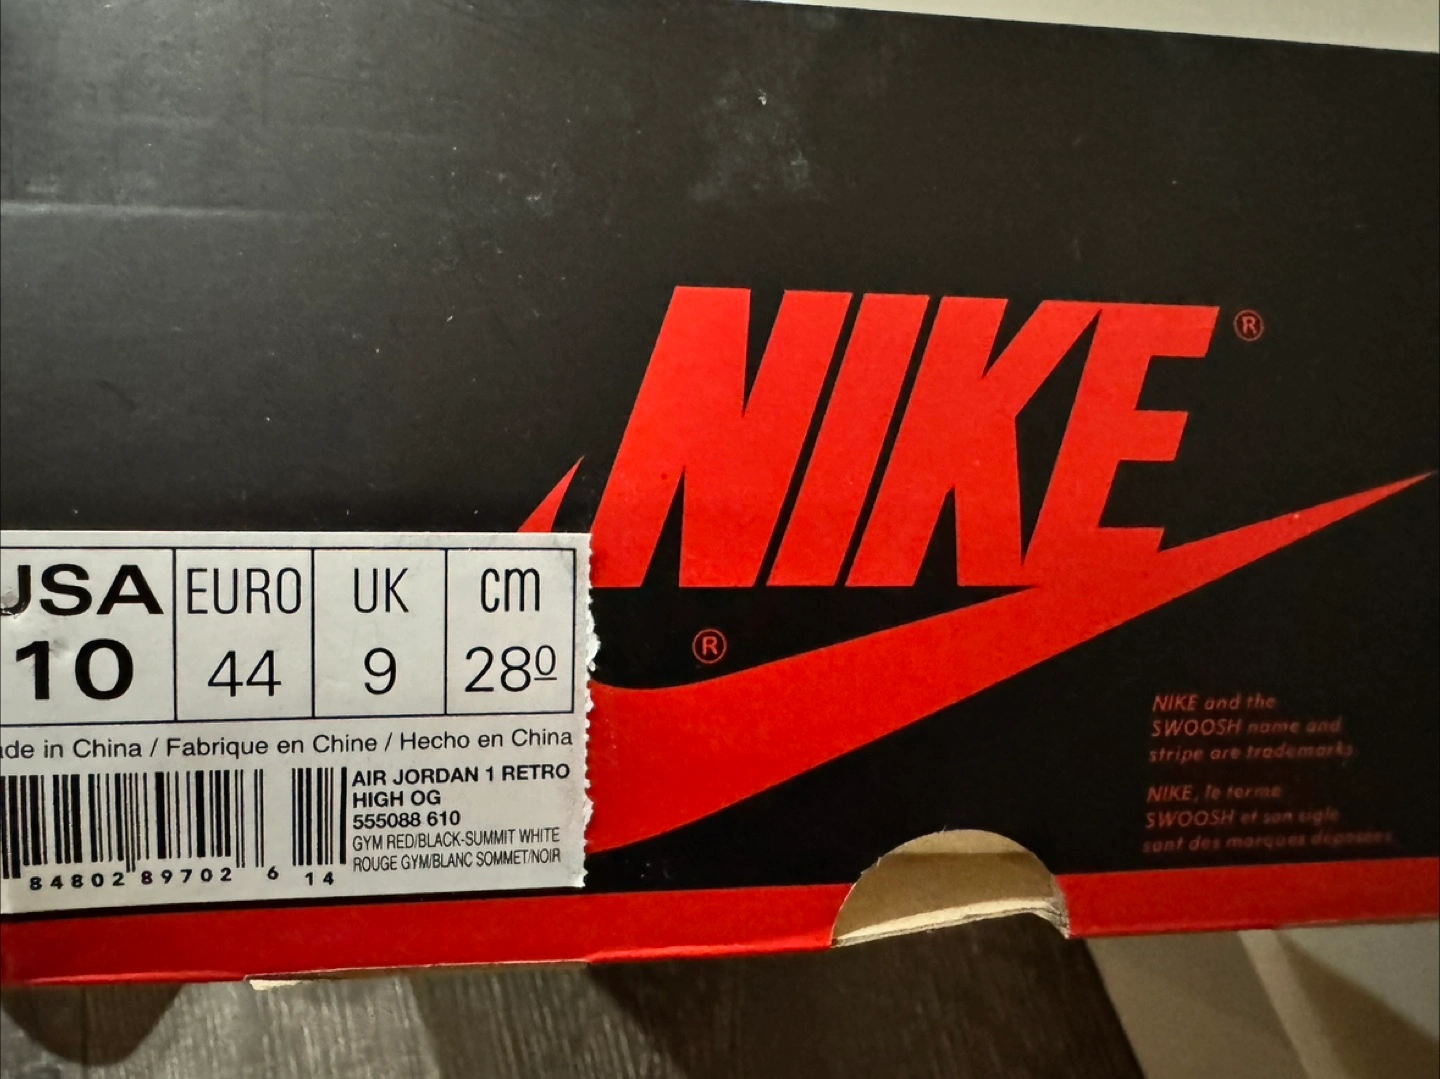 NIKE ®
®
USA EURO UK cm
10 44 9 28⁰
Made in China / Fabrique en Chine / Hecho en China
AIR JORDAN 1 RETRO
HIGH OG
555088 610
GYM RED/BLACK-SUMMIT WHITE
ROUGE GYM/BLANC SOMMET/NOIR
84802 89702 6 14
NIKE and the
SWOOSH name and
stripe are trademarks
NIKE, le terme
SWOOSH et son sigle
sont des marques déposées